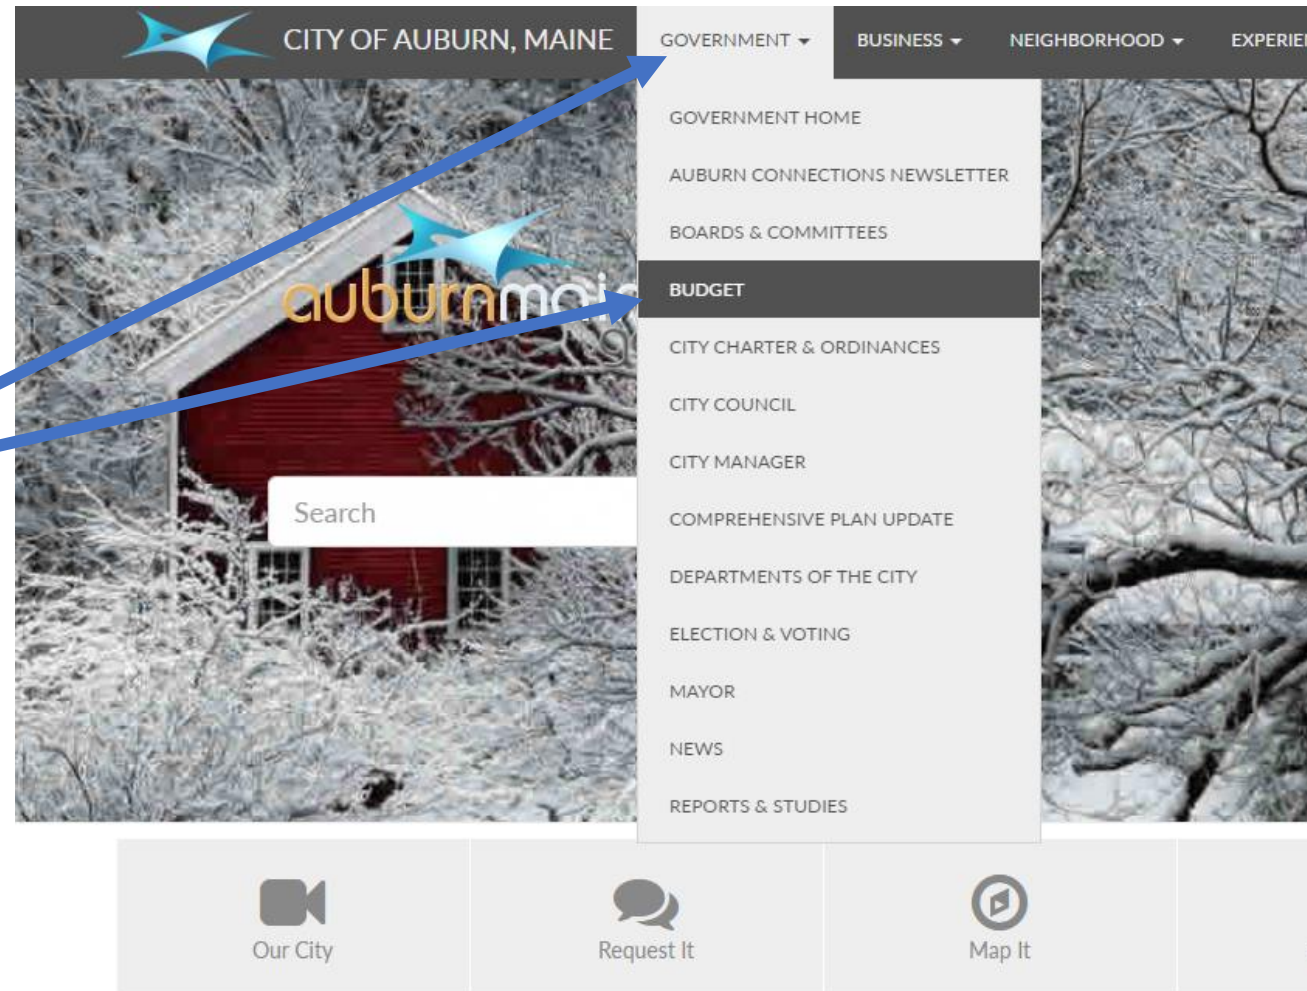 CITY OF AUBURN, MAINE GOVERNMENT BUSINESS NEIGHBORHOOD
GOVERNMENT HOME
AUBURN CONNECTIONS NEWSLETTER
BOARDS & COMMITTEES
BUDGET
CITY CHARTER & ORDINANCES
CITY COUNCIL
CITY MANAGER
COMPREHENSIVE PLAN UPDATE
DEPARTMENTS OF THE CITY
ELECTION & VOTING
MAYOR
NEWS
REPORTS & STUDIES
auburn
Search
Our City Request It Map It